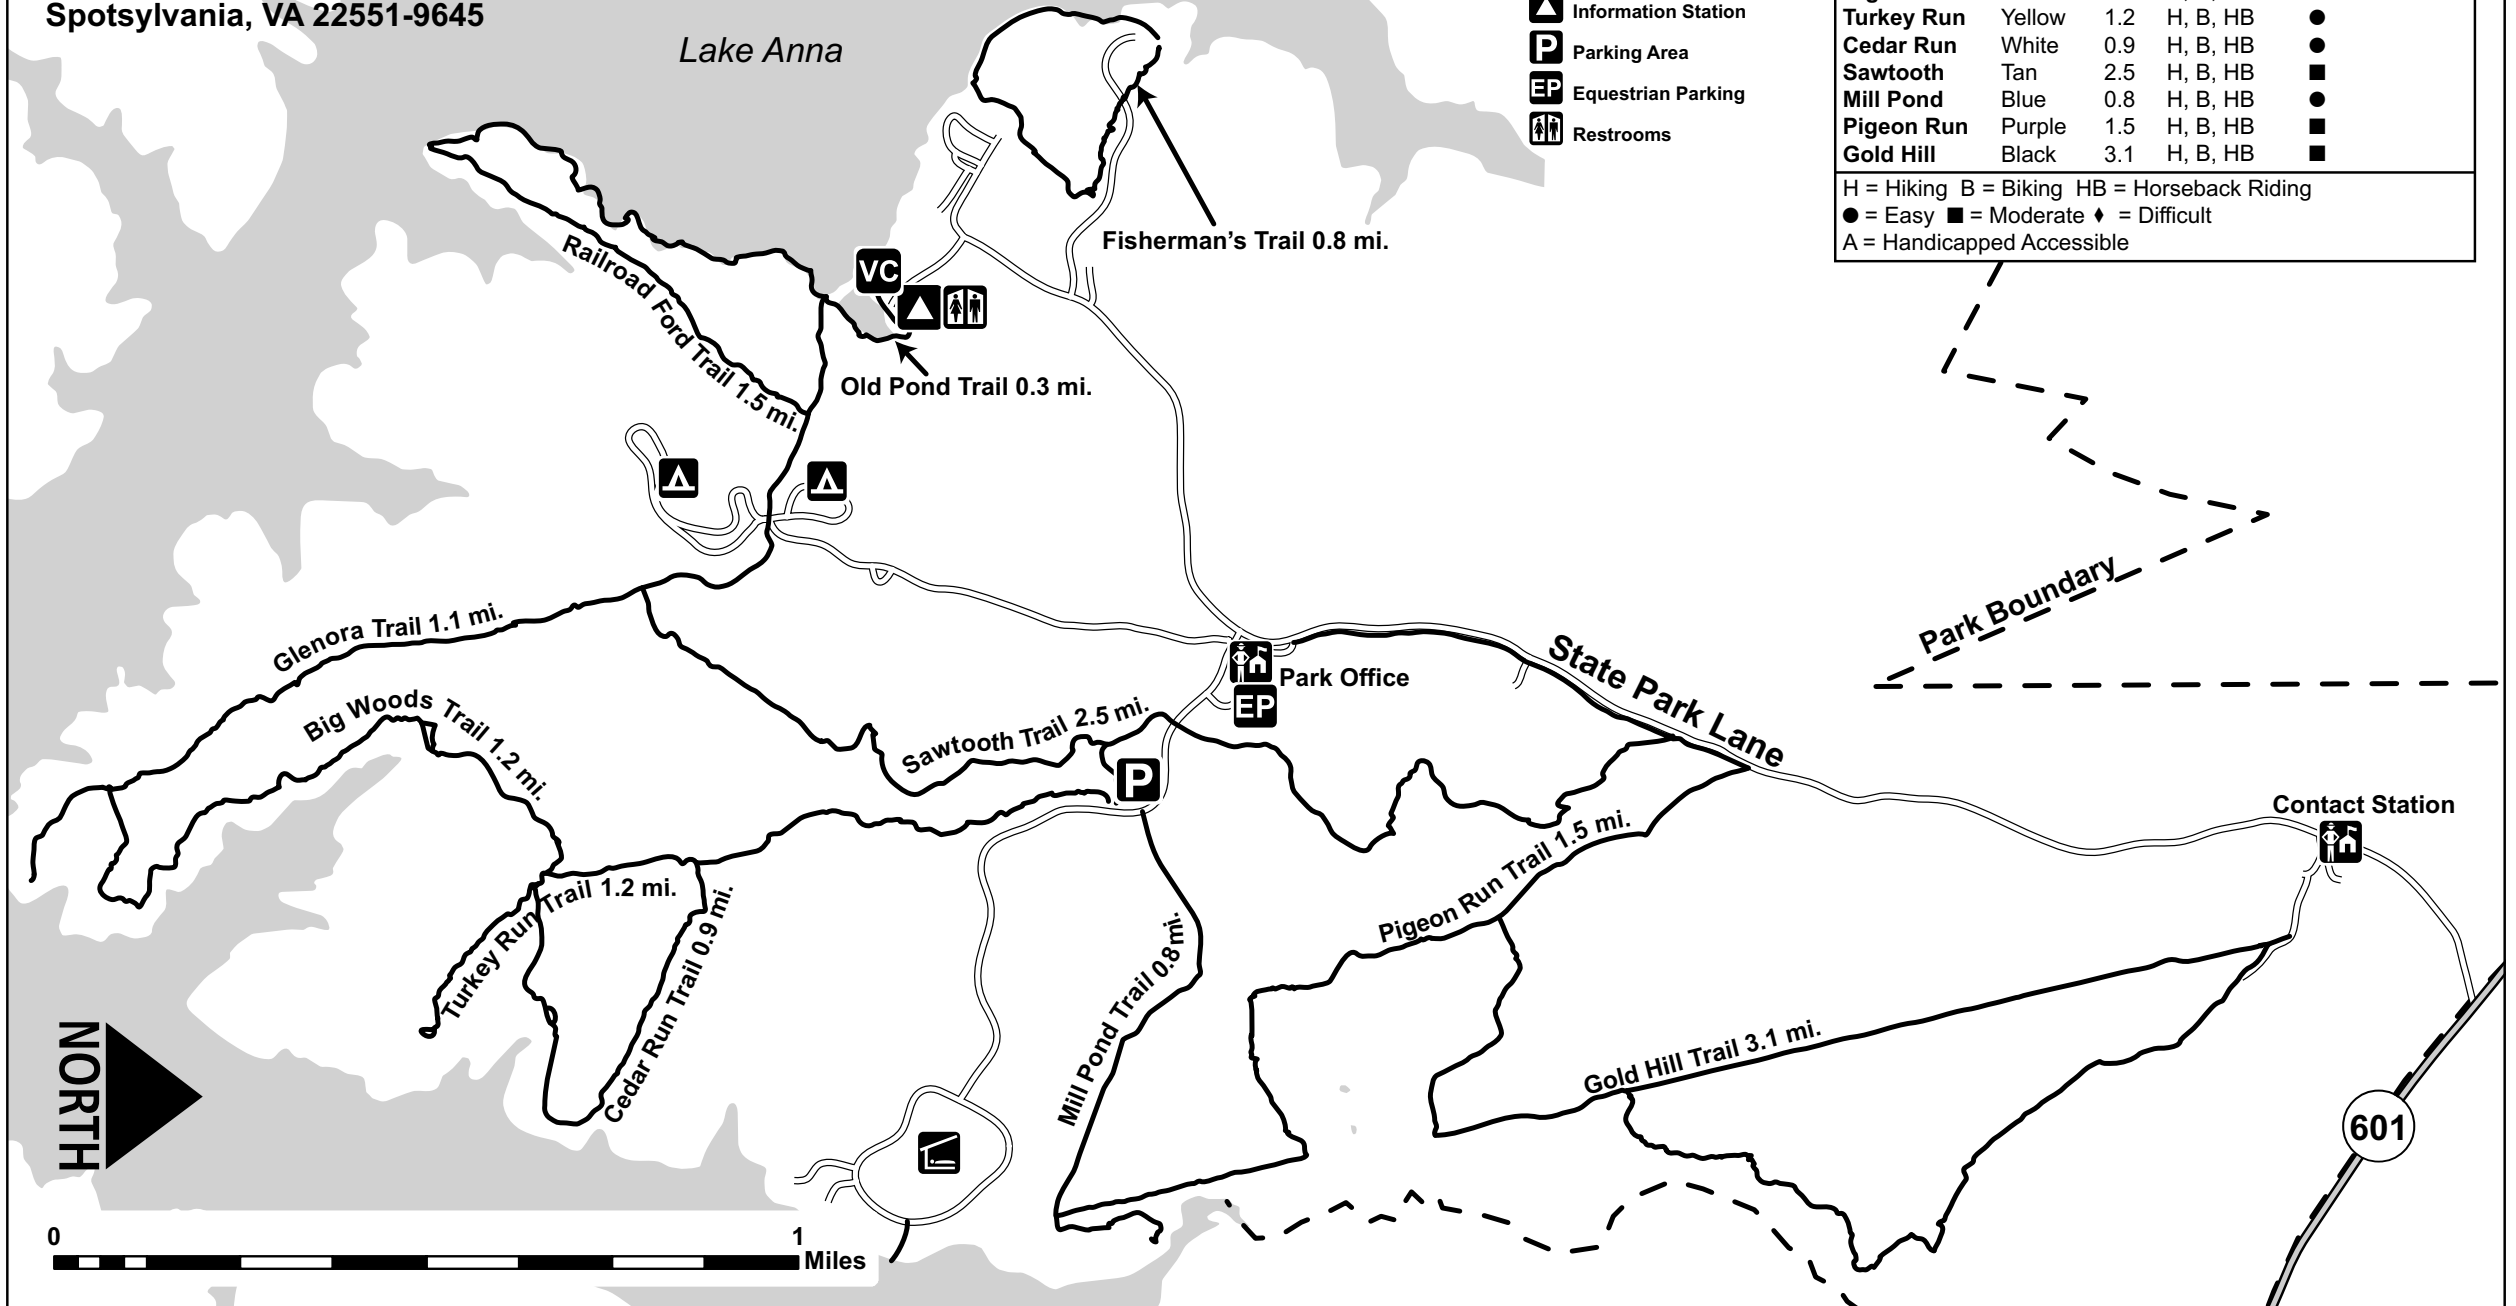 Spotsylvania, VA 22551-9645
Lake Anna
Information Station
P Parking Area
EP Equestrian Parking
Restrooms
Turkey Run Yellow 1.2 H, B, HB ●
Cedar Run White 0.9 H, B, HB ●
Sawtooth Tan 2.5 H, B, HB ■
Mill Pond Blue 0.8 H, B, HB ●
Pigeon Run Purple 1.5 H, B, HB ■
Gold Hill Black 3.1 H, B, HB ■
H = Hiking B = Biking HB = Horseback Riding
● = Easy ■ = Moderate ♦ = Difficult
A = Handicapped Accessible
Fisherman's Trail 0.8 mi.
Railroad Ford Trail 1.5 mi.
VC
Old Pond Trail 0.3 mi.
Park Boundary
Glenora Trail 1.1 mi.
Park Office
EP
State Park Lane
Big Woods Trail 1.2 mi.
Sawtooth Trail 2.5 mi.
P
Contact Station
Pigeon Run Trail 1.5 mi.
Turkey Run Trail 1.2 mi.
Cedar Run Trail 0.9 mi.
Mill Pond Trail 0.8 mi.
Gold Hill Trail 3.1 mi.
NORTH
601
0 1
Miles